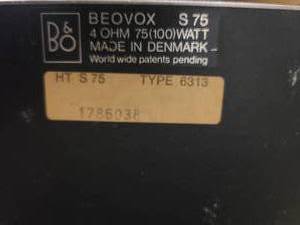 B&O
BEOVOX S 75
4 OHM 75(100)WATT
MADE IN DENMARK
World wide patents pending
HT S 75 TYPE 6313
1786038